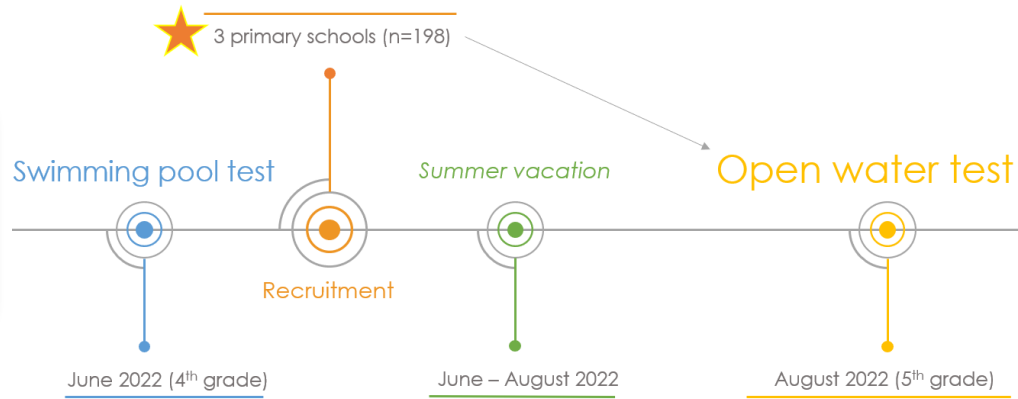 3 primary schools (n=198)
Swimming pool test
Summer vacation
Open water test
Recruitment
June 2022 (4th grade)
June – August 2022
August 2022 (5th grade)